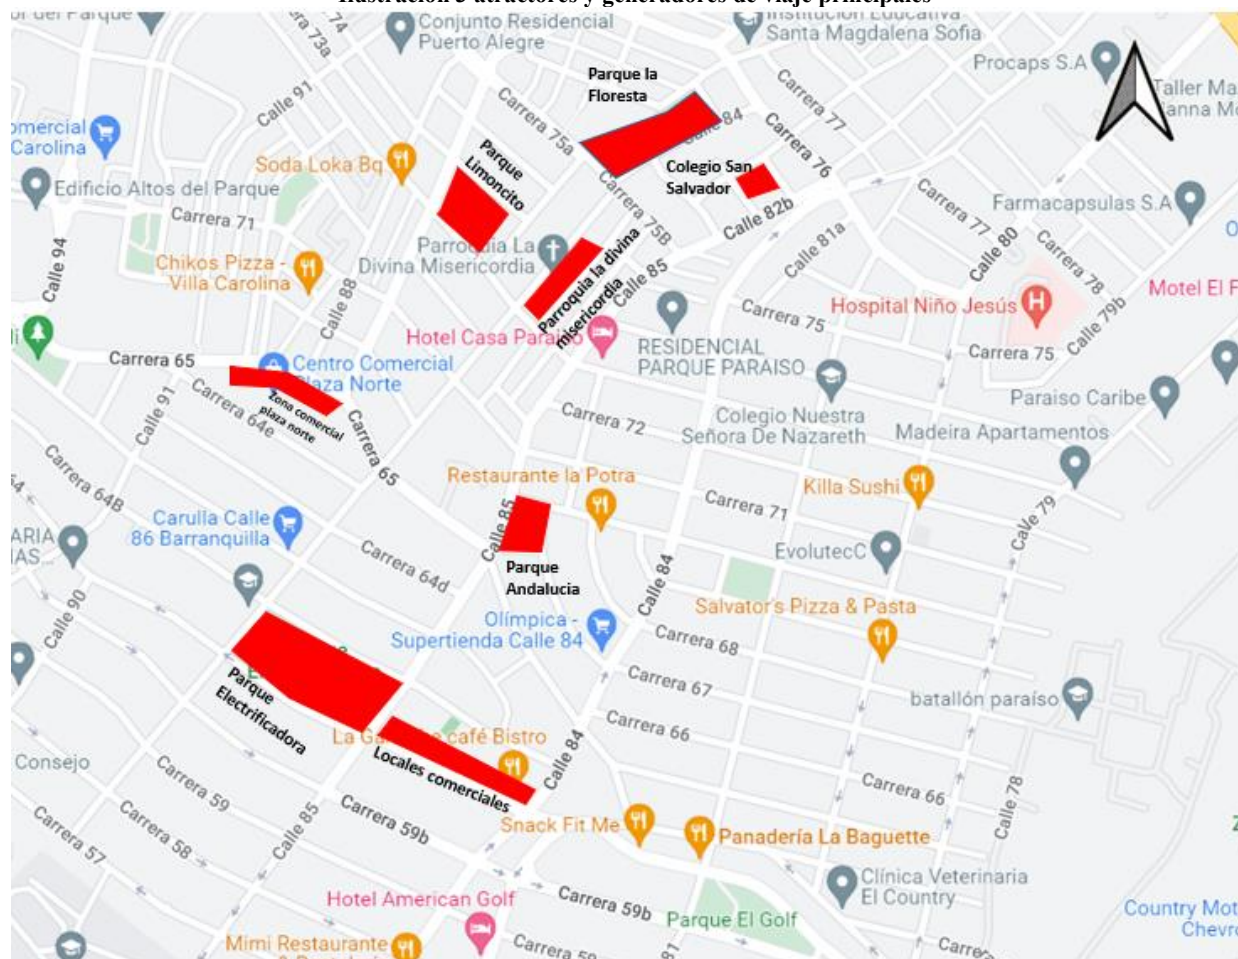 Ilustración 3 atractores y generadores de viaje principales
Conjunto Residencial
Puerto Alegre
Institución Educativa
Santa Magdalena Sofia
Procaps S.A
Parque la
Floresta
Carrera 77
Calle 91
Carrera 75a
Calle 84
Carrera 76
Parque
Limoncito
Soda Loka Bq
Colegio San
Salvador
Edificio Altos del Parque
Carrera 71
Calle 82b
Carrera 77
Farmacapsulas S.A
Calle 94
Parroquia La
Divina Misericordia
Carrera 75B
Calle 81a
Calle 80
Carrera 78
Chikos Pizza -
Villa Carolina
Calle 88
Parroquia la divina
misericordia
Calle 85
Hospital Niño Jesús
Calle 79b
Carrera 75
Hotel Casa Paraiso
RESIDENCIAL
PARQUE PARAISO
Carrera 75
Carrera 65
Centro Comercial
Plaza Norte
Zona comercial
plaza norte
Carrera 64e
Calle 91
Carrera 65
Paraiso Caribe
Carrera 72
Colegio Nuestra
Señora De Nazareth
Madeira Apartamentos
Restaurante la Potra
Killa Sushi
Carrera 64B
Carrera 71
Calle 79
Carulla Calle
86 Barranquilla
Calle 85
EvolutecC
Carrera 64d
Parque
Andalucia
Calle 84
Calle 90
Salvator's Pizza & Pasta
Olímpica -
Supertienda Calle 84
Carrera 68
Parque
Electrificadora
Carrera 67
batallón paraíso
Carrera 66
Locales comerciales
Calle 84
Consejo
Carrera 59
Carrera 66
Calle 78
Carrera 59b
Calle 85
Snack Fit Me
Panadería La Baguette
Carrera 58
Carrera 57
Clínica Veterinaria
El Country
Hotel American Golf
Carrera 59b
Parque El Golf
Mimi Restaurante